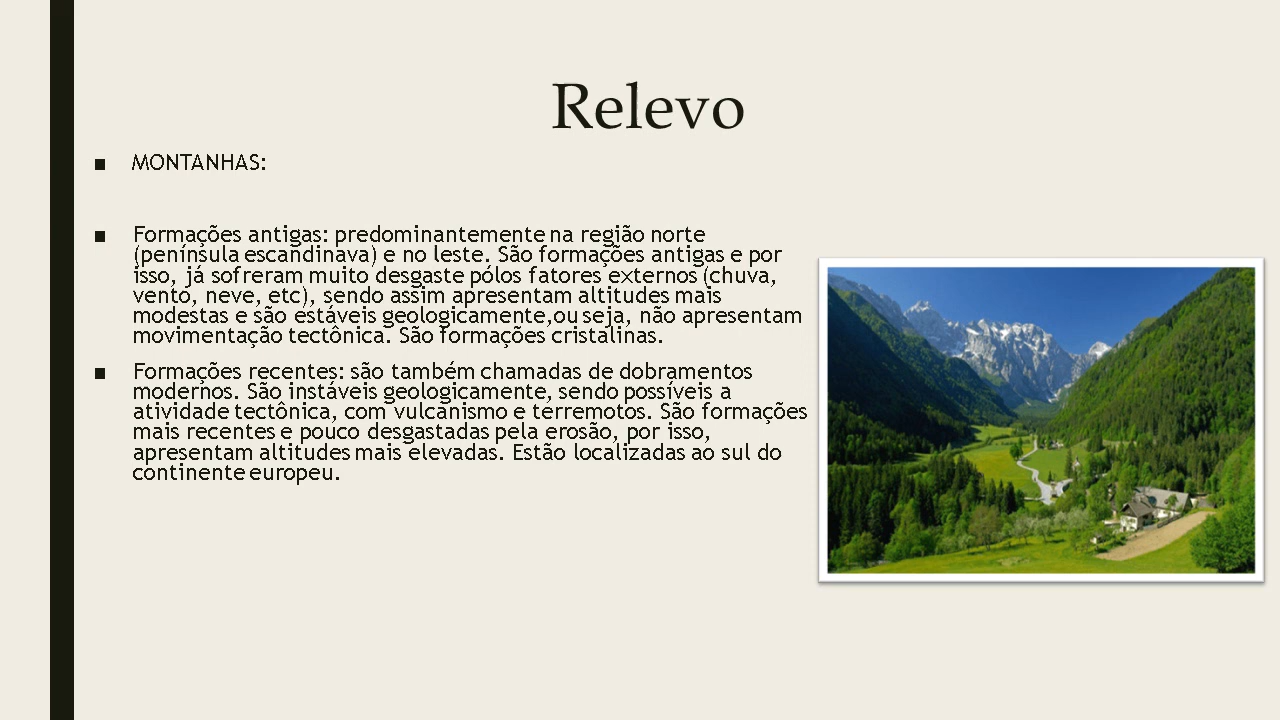 Relevo
■ MONTANHAS:
■ Formações antigas: predominantemente na região norte
(península escandinava) e no leste. São formações antigas e por
isso, já sofreram muito desgaste pólos fatores externos (chuva,
vento, neve, etc), sendo assim apresentam altitudes mais
modestas e são estáveis geologicamente,ou seja, não apresentam
movimentação tectônica. São formações cristalinas.
■ Formações recentes: são também chamadas de dobramentos
modernos. São instáveis geologicamente, sendo possíveis a
atividade tectônica, com vulcanismo e terremotos. São formações
mais recentes e pouco desgastadas pela erosão, por isso,
apresentam altitudes mais elevadas. Estão localizadas ao sul do
continente europeu.